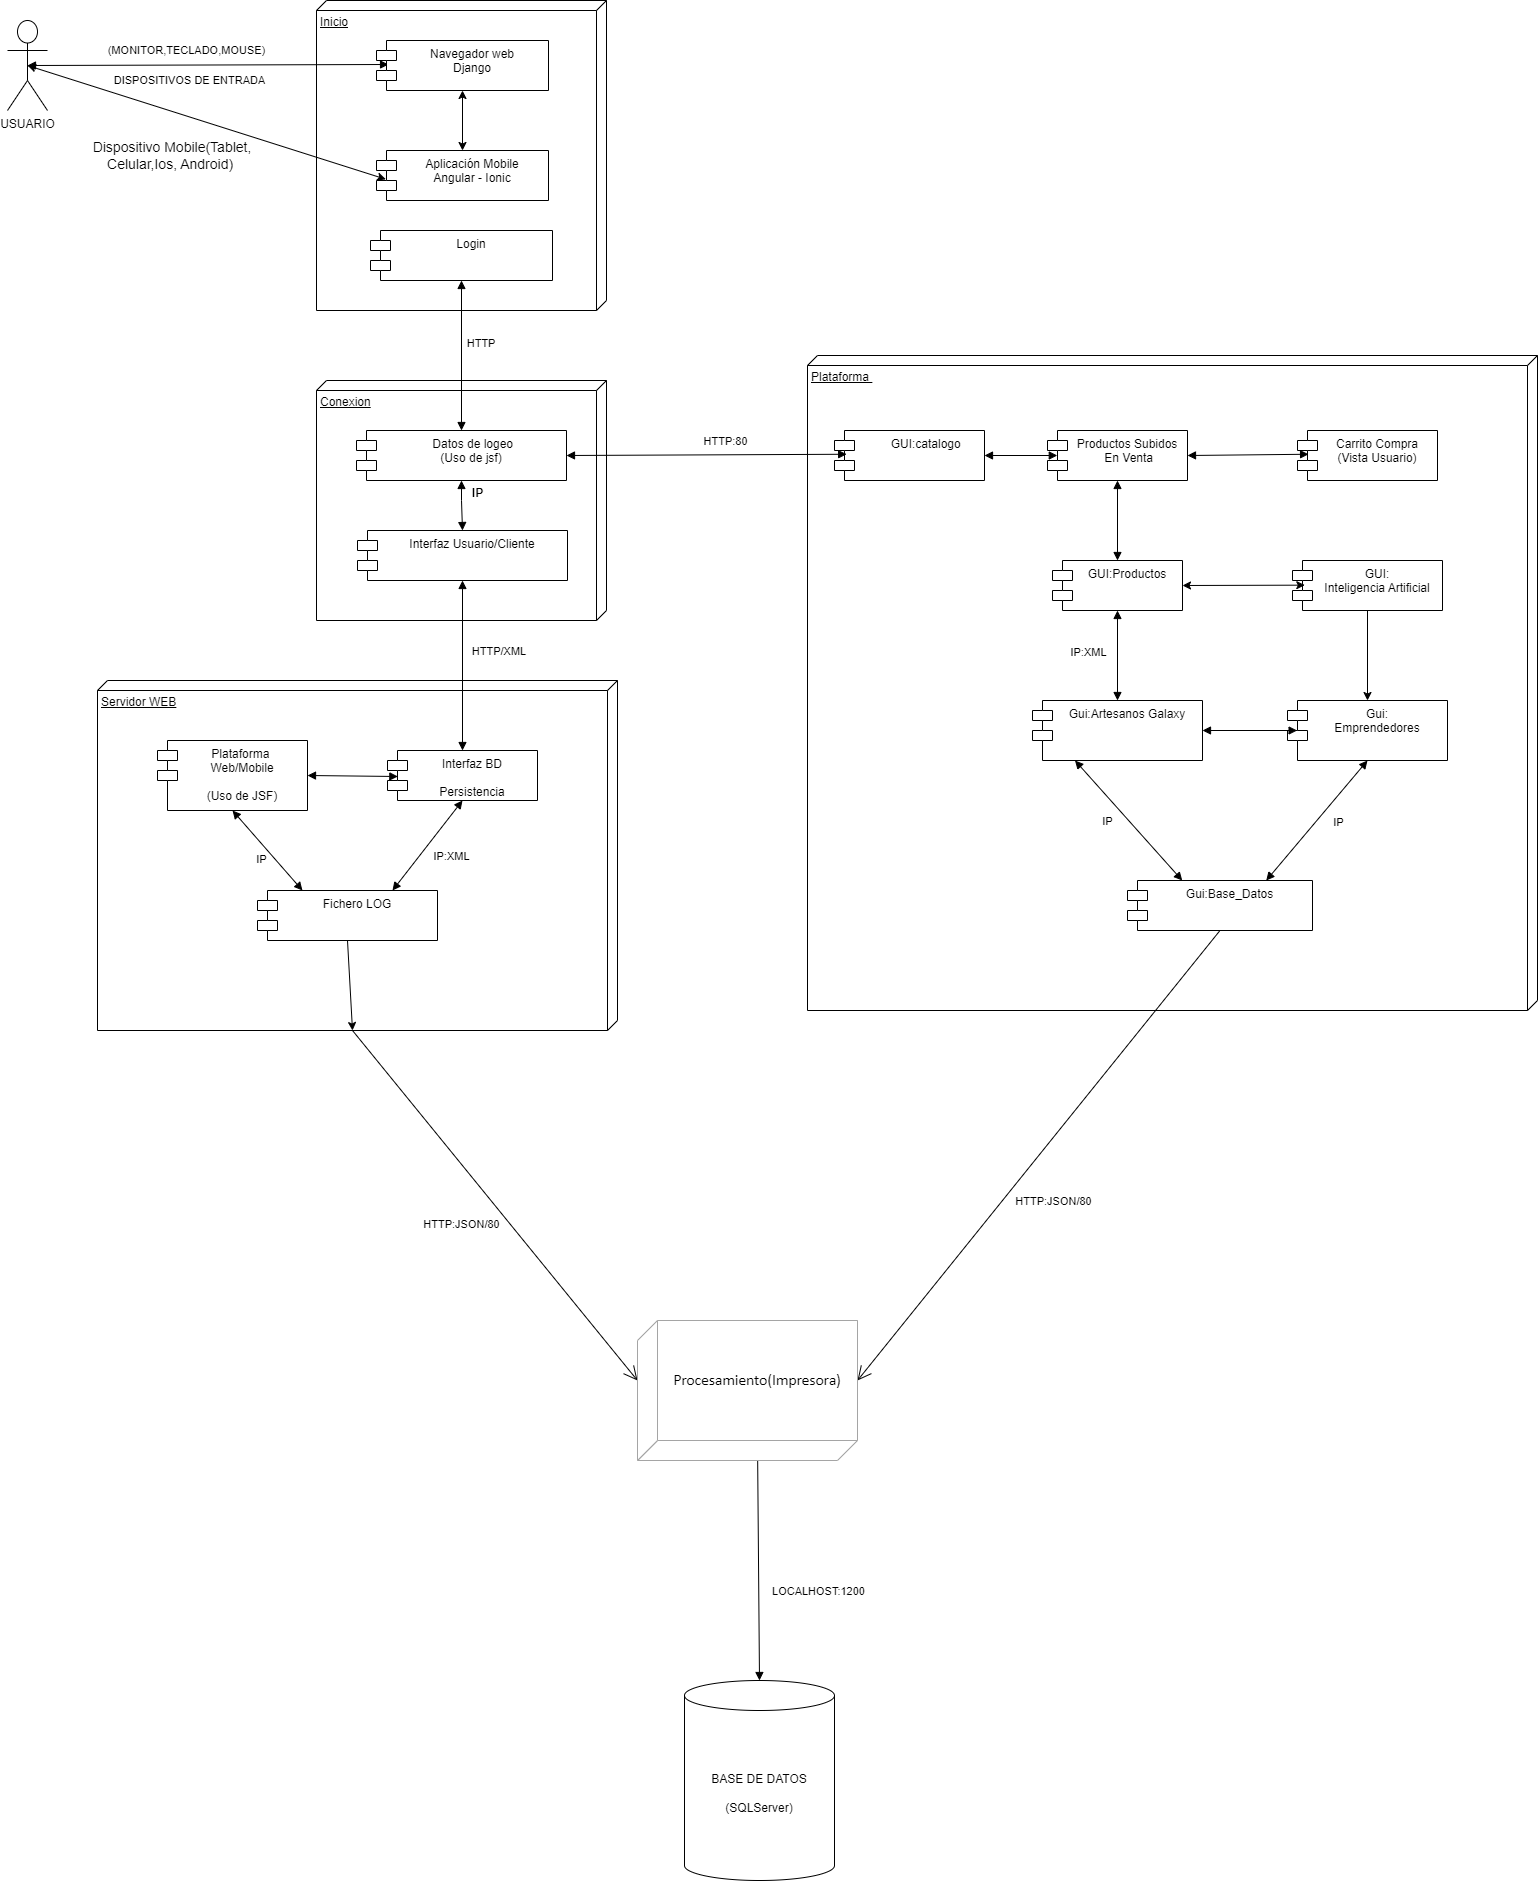 Inicio
(MONITOR,TECLADO,MOUSE)
Navegador web
Django
DISPOSITIVOS DE ENTRADA
USUARIO
Dispositivo Mobile(Tablet,
Celular,Ios, Android)
Aplicación Mobile
Angular - Ionic
Login
HTTP
Conexion
Datos de logeo
(Uso de jsf)
IP
Interfaz Usuario/Cliente
HTTP:80
HTTP/XML
Plataforma
GUI:catalogo
Productos Subidos
En Venta
Carrito Compra
(Vista Usuario)
GUI:Productos
GUI:
Inteligencia Artificial
IP:XML
Gui:Artesanos Galaxy
Gui:
Emprendedores
IP
IP
Gui:Base_Datos
Servidor WEB
Plataforma
Web/Mobile
(Uso de JSF)
Interfaz BD
Persistencia
IP
IP:XML
Fichero LOG
HTTP:JSON/80
HTTP:JSON/80
Procesamiento(Impresora)
LOCALHOST:1200
BASE DE DATOS
(SQLServer)